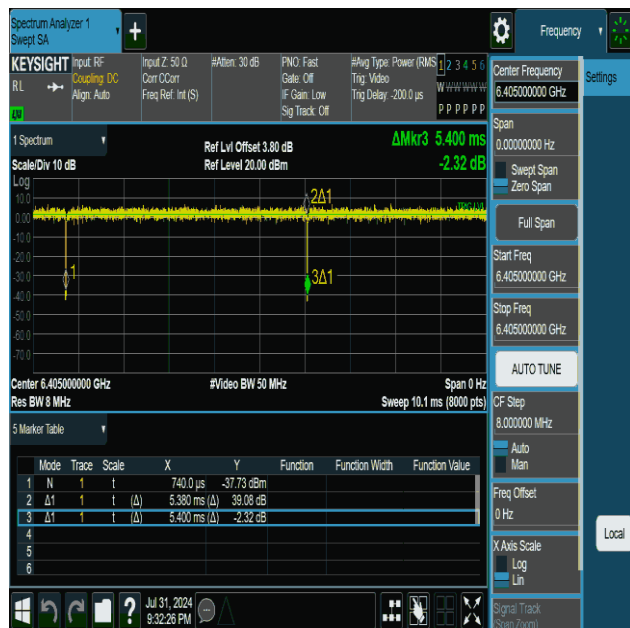 Spectrum Analyzer 1
Swept SA
Frequency
KEYSIGHT
RL
Input: RF
Coupling: DC
Align: Auto
Input Z: 50 Ω
Corr CCorr
Freq Ref: Int (S)
#Atten: 30 dB
PNO: Fast
Gate: Off
IF Gain: Low
Sig Track: Off
#Avg Type: Power (RMS
Trig: Video
Trig Delay: -200.0 µs
1 2 3 4 5 6
W W W W W W
P P P P P P
1 Spectrum
Scale/Div 10 dB
Log
Ref Lvl Offset 3.80 dB
Ref Level 20.00 dBm
ΔMkr3 5.400 ms
-2.32 dB
10.0
0.00
-10.0
-20.0
-30.0
-40.0
-50.0
-60.0
-70.0
2Δ1
TRIG LVL
1
3Δ1
Center 6.405000000 GHz
Res BW 8 MHz
#Video BW 50 MHz
Span 0 Hz
Sweep 10.1 ms (8000 pts)
5 Marker Table
Mode Trace Scale X Y Function Function Width Function Value
1 N 1 t 740.0 µs -37.73 dBm
2 Δ1 1 t (Δ) 5.380 ms (Δ) 39.08 dB
3 Δ1 1 t (Δ) 5.400 ms (Δ) -2.32 dB
4
5
6
Jul 31, 2024
9:32:26 PM
Center Frequency
6.405000000 GHz
Settings
Span
0.00000000 Hz
Swept Span
Zero Span
Full Span
Start Freq
6.405000000 GHz
Stop Freq
6.405000000 GHz
AUTO TUNE
CF Step
8.000000 MHz
Auto
Man
Freq Offset
0 Hz
X Axis Scale
Log
Lin
Local
Signal Track
(Span Zoom)